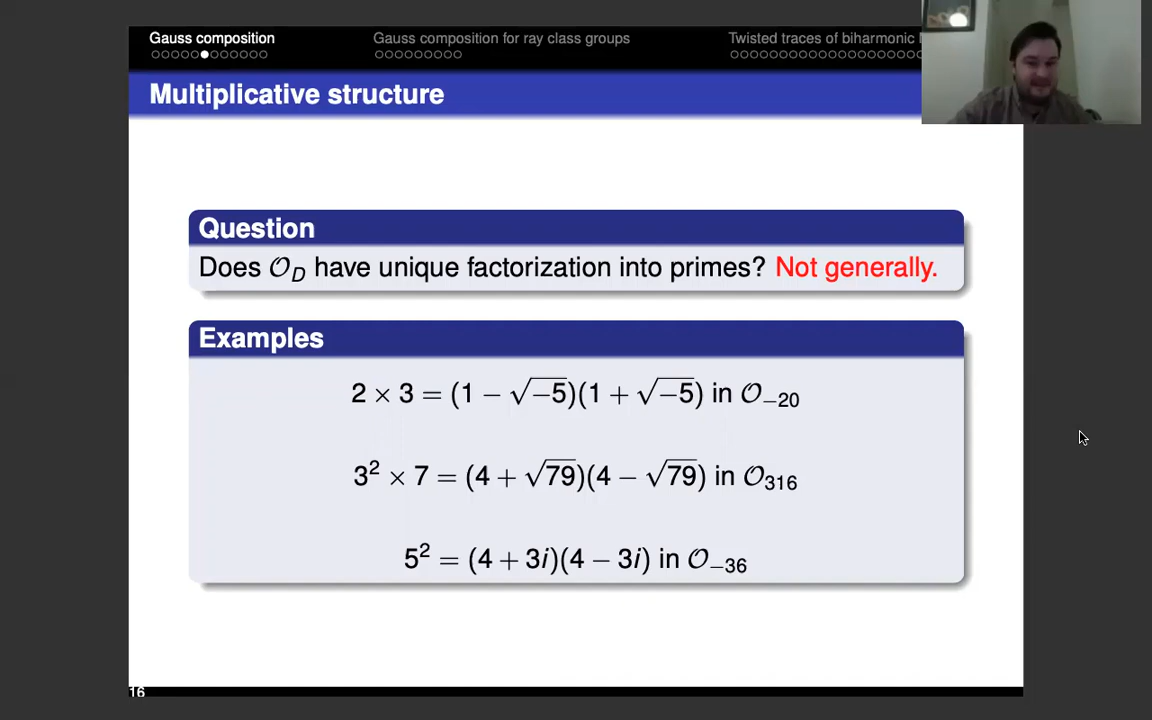 Gauss composition
Gauss composition for ray class groups
Twisted traces of biharmonic
Multiplicative structure
Question
Does 𝒪_D have unique factorization into primes? Not generally.
Examples
2 × 3 = (1 − √−5)(1 + √−5) in 𝒪_−20
3² × 7 = (4 + √79)(4 − √79) in 𝒪_316
5² = (4 + 3i)(4 − 3i) in 𝒪_−36
16